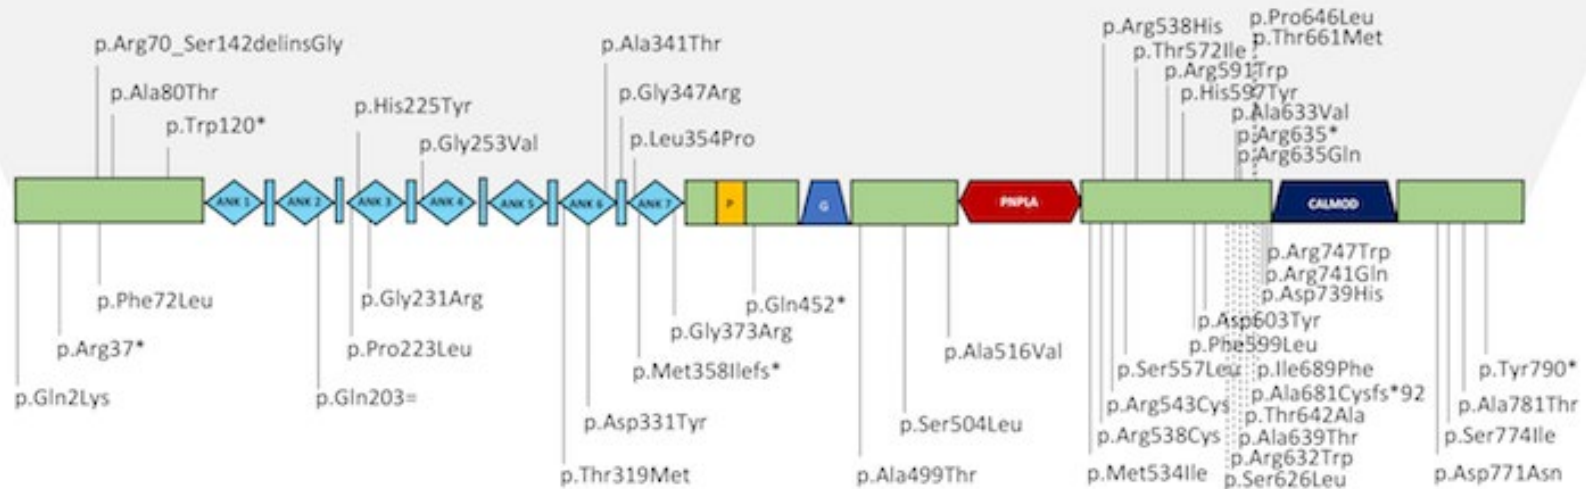 p.Pro646Leu
p.Arg538His
p.Thr661Met
p.Arg70_Ser142delinsGly
p.Ala341Thr
p.Thr572Ile
p.Arg591Trp
p.Ala80Thr
p.Gly347Arg
p.His597Tyr
p.His225Tyr
p.Ala633Val
p.Trp120*
p.Arg635*
p.Gly253Val
p.Leu354Pro
p.Arg635Gln
ANK 1
ANK 2
ANK 3
ANK 4
ANK 5
ANK 6
ANK 7
P
G
PNPLA
CALMOD
p.Arg747Trp
p.Arg741Gln
p.Asp739His
p.Phe72Leu
p.Gly231Arg
p.Gln452*
p.Asp603Tyr
p.Gly373Arg
p.Arg37*
p.Pro223Leu
p.Ala516Val
p.Phe599Leu
p.Met358Ilefs*
p.Ser557Leu
p.Ile689Phe
p.Tyr790*
p.Gln2Lys
p.Gln203=
p.Ala681Cysfs*92
p.Arg543Cys
p.Ala781Thr
p.Thr642Ala
p.Asp331Tyr
p.Ser504Leu
p.Arg538Cys
p.Ala639Thr
p.Ser774Ile
p.Arg632Trp
p.Thr319Met
p.Ala499Thr
p.Met534Ile
p.Ser626Leu
p.Asp771Asn